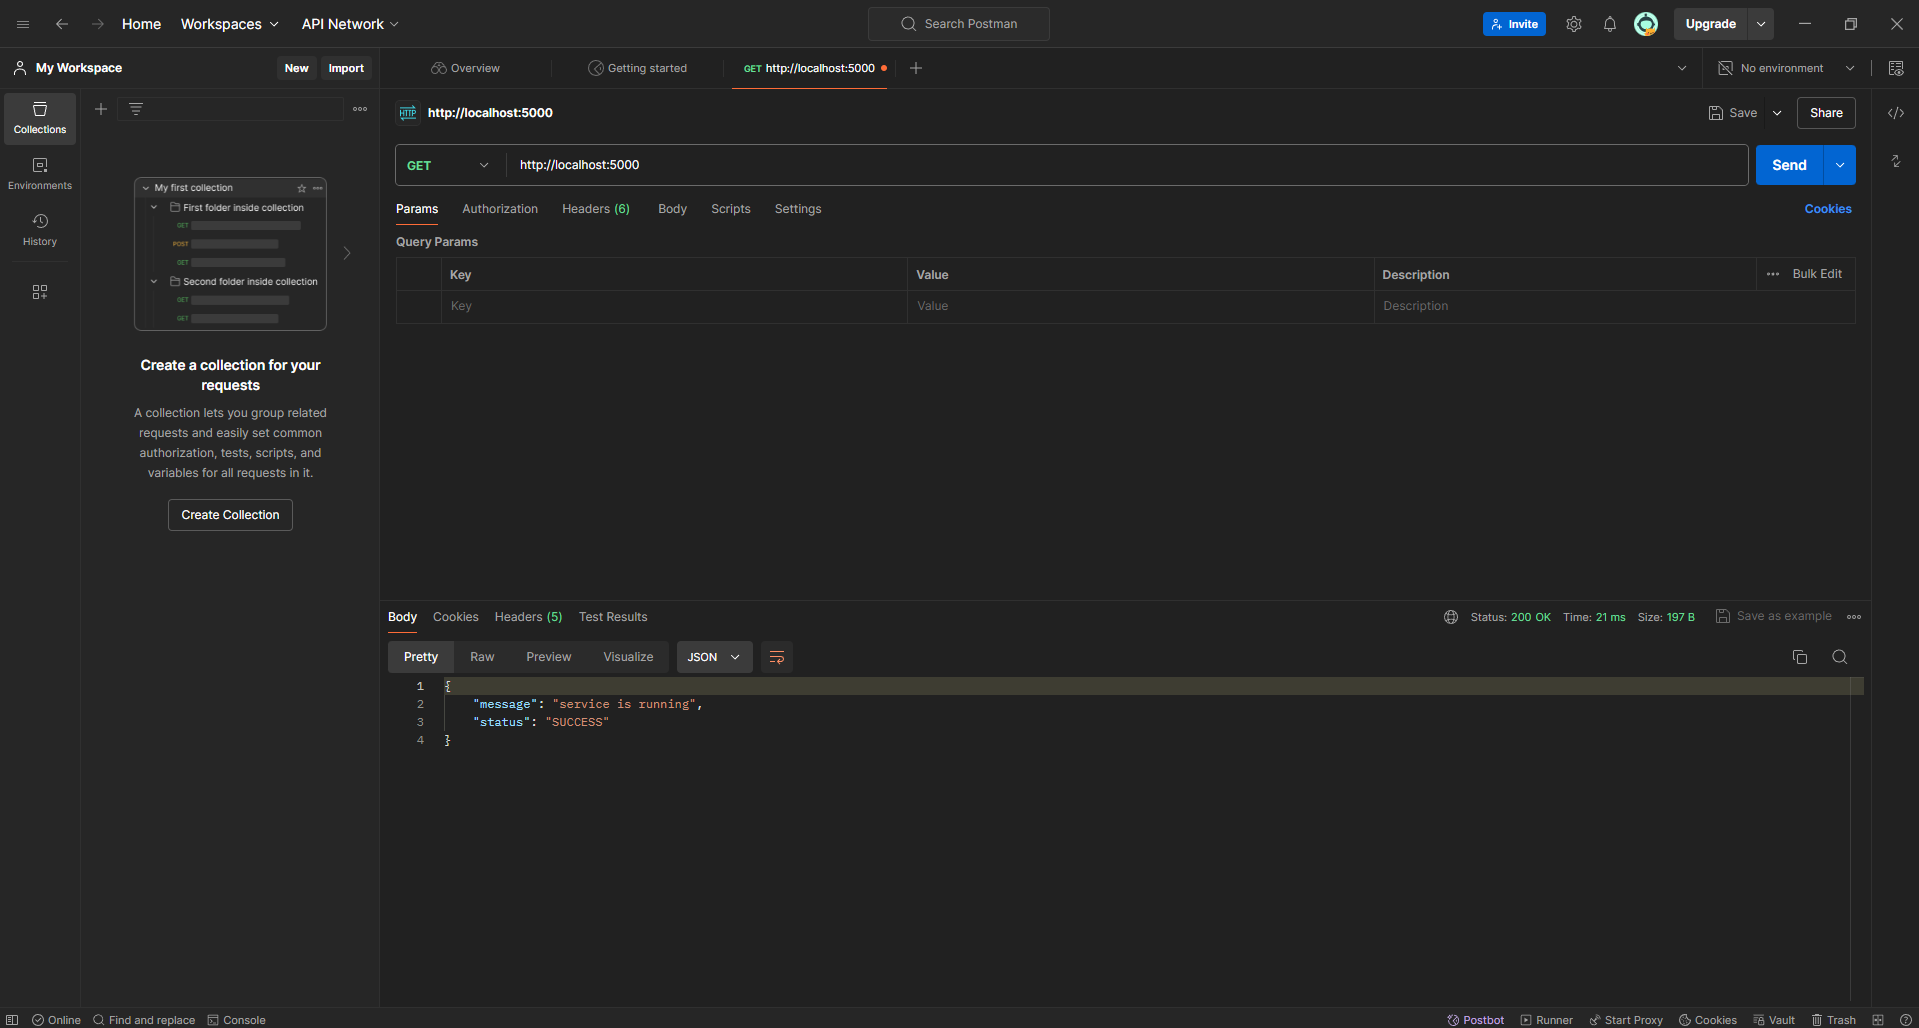 Home Workspaces API Network Search Postman Invite Upgrade
My Workspace New Import Overview Getting started GET http://localhost:5000 No environment
Collections
Environments
History
My first collection
First folder inside collection
GET
POST
GET
Second folder inside collection
GET
GET
Create a collection for your
requests
A collection lets you group related
requests and easily set common
authorization, tests, scripts, and
variables for all requests in it.
Create Collection
HTTP http://localhost:5000 Save Share
GET http://localhost:5000 Send
Params Authorization Headers (6) Body Scripts Settings Cookies
Query Params
Key Value Description Bulk Edit
Key Value Description
Body Cookies Headers (5) Test Results Status: 200 OK Time: 21 ms Size: 197 B Save as example
Pretty Raw Preview Visualize JSON
1 {
2 "message": "service is running",
3 "status": "SUCCESS"
4 }
Online Find and replace Console Postbot Runner Start Proxy Cookies Vault Trash